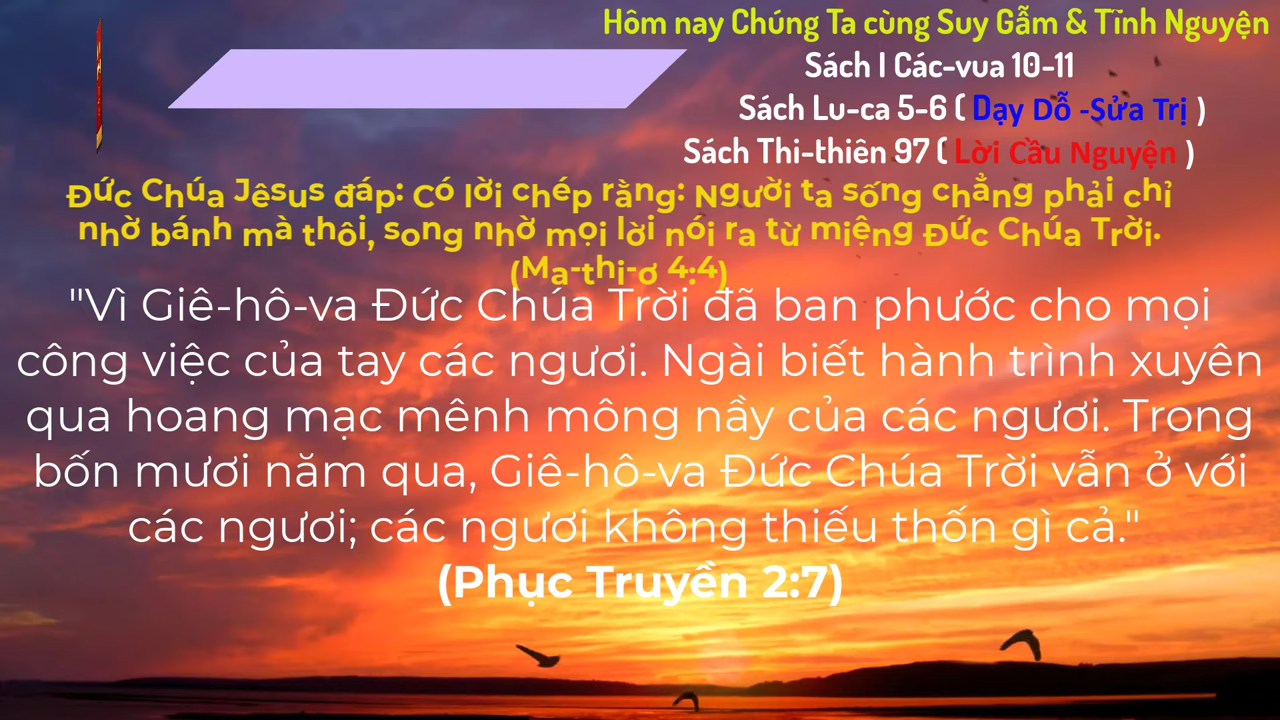 Hôm nay Chúng Ta cùng Suy Gẫm & Tĩnh Nguyện
Sách I Các-vua 10-11
Sách Lu-ca 5-6 ( Dạy Dỗ -Sửa Trị )
Sách Thi-thiên 97 ( Lời Cầu Nguyện )
Đức Chúa Jêsus đáp: Có lời chép rằng: Người ta sống chẳng phải chỉ
nhờ bánh mà thôi, song nhờ mọi lời nói ra từ miệng Đức Chúa Trời.
(Ma-thi-ơ 4:4)
"Vì Giê-hô-va Đức Chúa Trời đã ban phước cho mọi
công việc của tay các ngươi. Ngài biết hành trình xuyên
qua hoang mạc mênh mông nầy của các ngươi. Trong
bốn mươi năm qua, Giê-hô-va Đức Chúa Trời vẫn ở với
các ngươi; các ngươi không thiếu thốn gì cả."
(Phục Truyền 2:7)